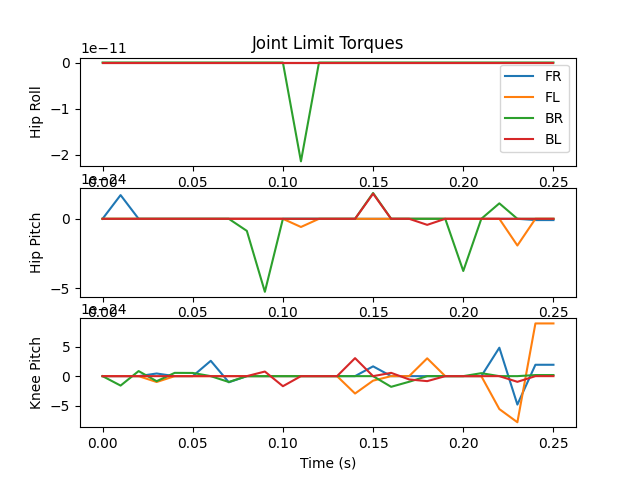 Joint Limit Torques
1e−11
0
−1
−2
Hip Roll
FR
FL
BR
BL
0.00 0.05 0.10 0.15 0.20 0.25
1e−24
0
−5
Hip Pitch
0.00 0.05 0.10 0.15 0.20 0.25
1e−24
5
0
−5
Knee Pitch
0.00 0.05 0.10 0.15 0.20 0.25
Time (s)